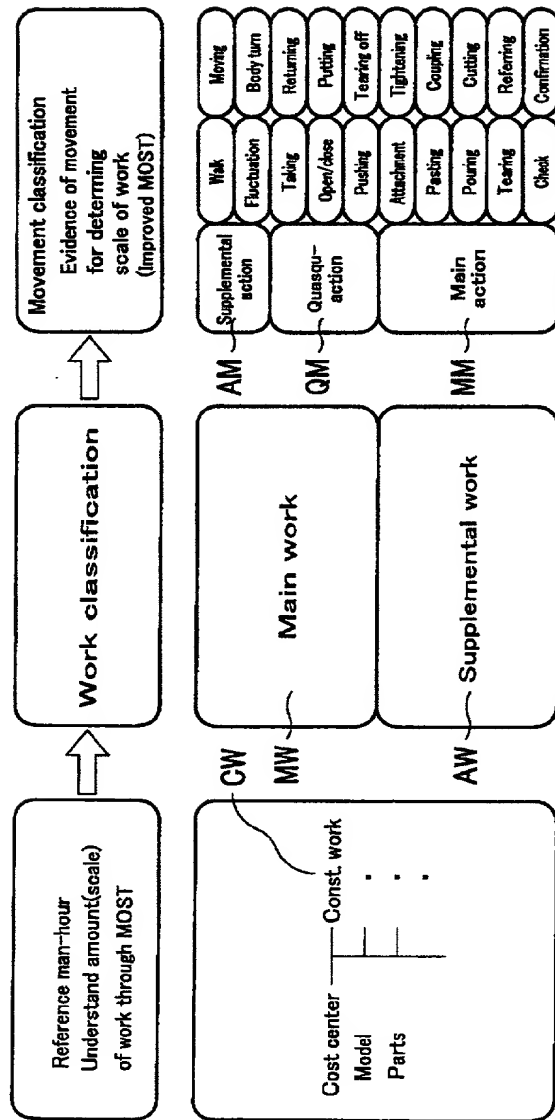 Reference man-hour
Understand amount(scale)
of work through MOST
Work classification
Movement classification
Evidence of movement
for determining
scale of work
(Improved MOST)
Cost center
Const. work
Model
Parts
CW
MW
AW
Main work
Supplemental work
AM
QM
MM
Supplemental
action
Quasqu-
action
Main
action
Walk
Moving
Fluctuation
Body turn
Taking
Returning
Open/close
Putting
Pushing
Tearing off
Attachment
Tightening
Pasting
Coupling
Pouring
Cutting
Tearing
Referring
Check
Confirmation